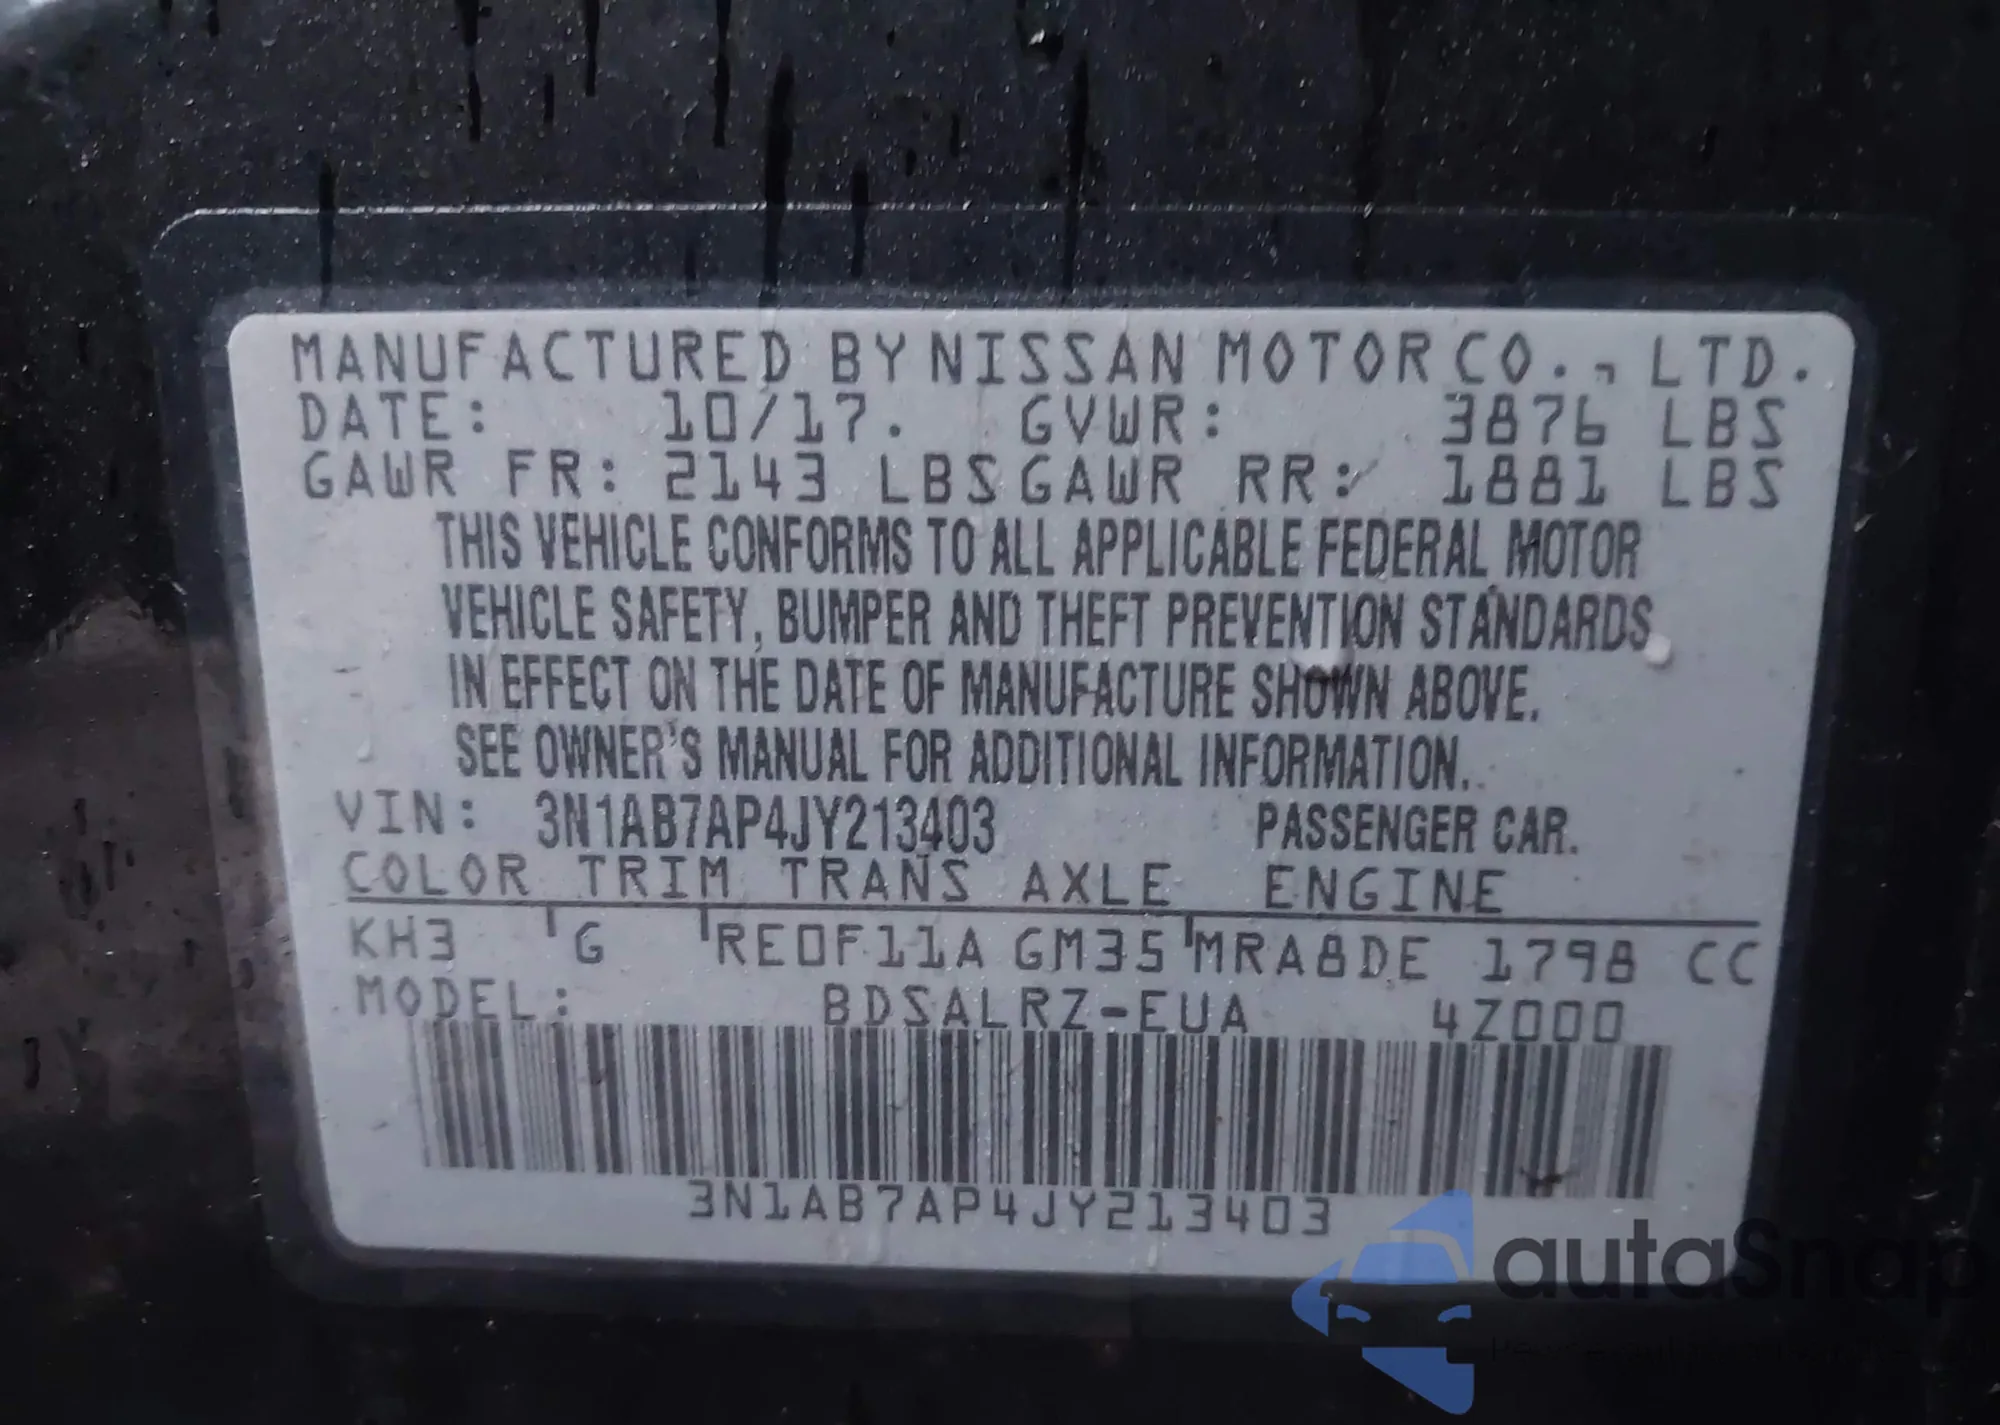 MANUFACTURED BY NISSAN MOTOR CO., LTD.
DATE: 10/17. GVWR: 3876 LBS
GAWR FR: 2143 LBS GAWR RR: 1881 LBS
THIS VEHICLE CONFORMS TO ALL APPLICABLE FEDERAL MOTOR
VEHICLE SAFETY, BUMPER AND THEFT PREVENTION STANDARDS
IN EFFECT ON THE DATE OF MANUFACTURE SHOWN ABOVE.
SEE OWNER'S MANUAL FOR ADDITIONAL INFORMATION.
VIN: 3N1AB7AP4JY213403 PASSENGER CAR.
COLOR TRIM TRANS AXLE ENGINE
KH3 G RE0F11A GM35 MRA8DE 1798 CC
MODEL: BDSALRZ-EUA 4Z000
3N1AB7AP4JY213403
autaSnap